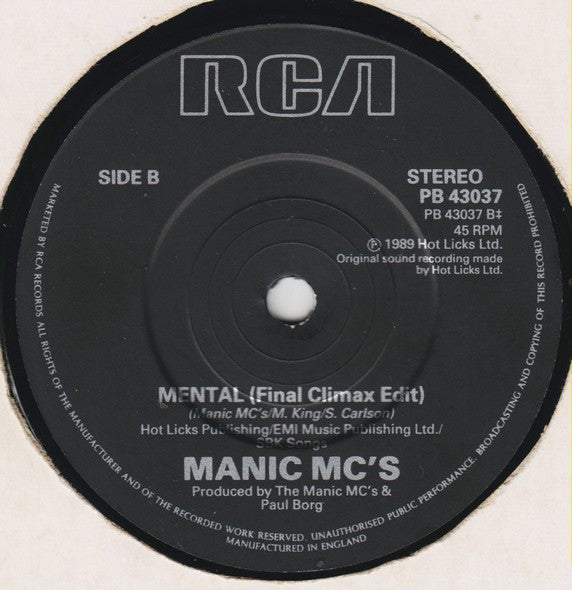 RCA
SIDE B
STEREO
PB 43037
PB 43037 B‡
45 RPM
℗ 1989 Hot Licks Ltd.
Original sound recording made
by Hot Licks Ltd.
MENTAL (Final Climax Edit)
(Manic MC's/M. King/S. Carlson)
Hot Licks Publishing/EMI Music Publishing Ltd./
SBK Songs
MANIC MC'S
Produced by The Manic MC's &
Paul Borg
MARKETED BY RCA RECORDS. ALL RIGHTS OF THE MANUFACTURER AND OF THE RECORDED WORK RESERVED. UNAUTHORISED PUBLIC PERFORMANCE, BROADCASTING AND COPYING OF THIS RECORD PROHIBITED
MANUFACTURED IN ENGLAND